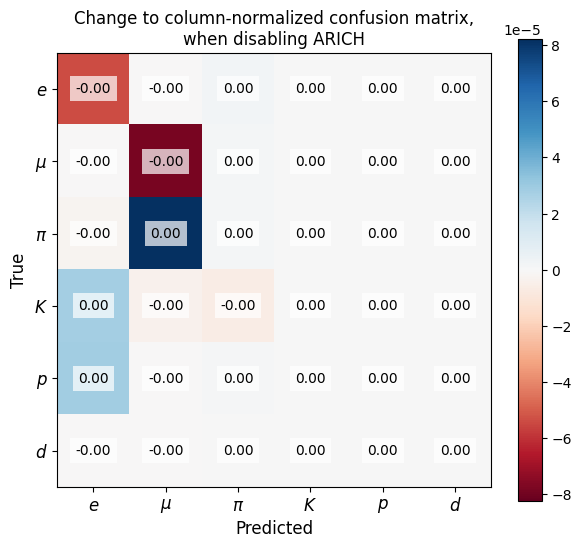 Change to column-normalized confusion matrix,
when disabling ARICH
1e−5
e -0.00 -0.00 0.00 0.00 0.00 0.00
μ -0.00 -0.00 0.00 0.00 0.00 0.00
π -0.00 0.00 0.00 0.00 0.00 0.00
K 0.00 -0.00 -0.00 0.00 0.00 0.00
p 0.00 -0.00 0.00 0.00 0.00 0.00
d -0.00 -0.00 0.00 0.00 0.00 0.00
e μ π K p d
Predicted
True
8
6
4
2
0
−2
−4
−6
−8